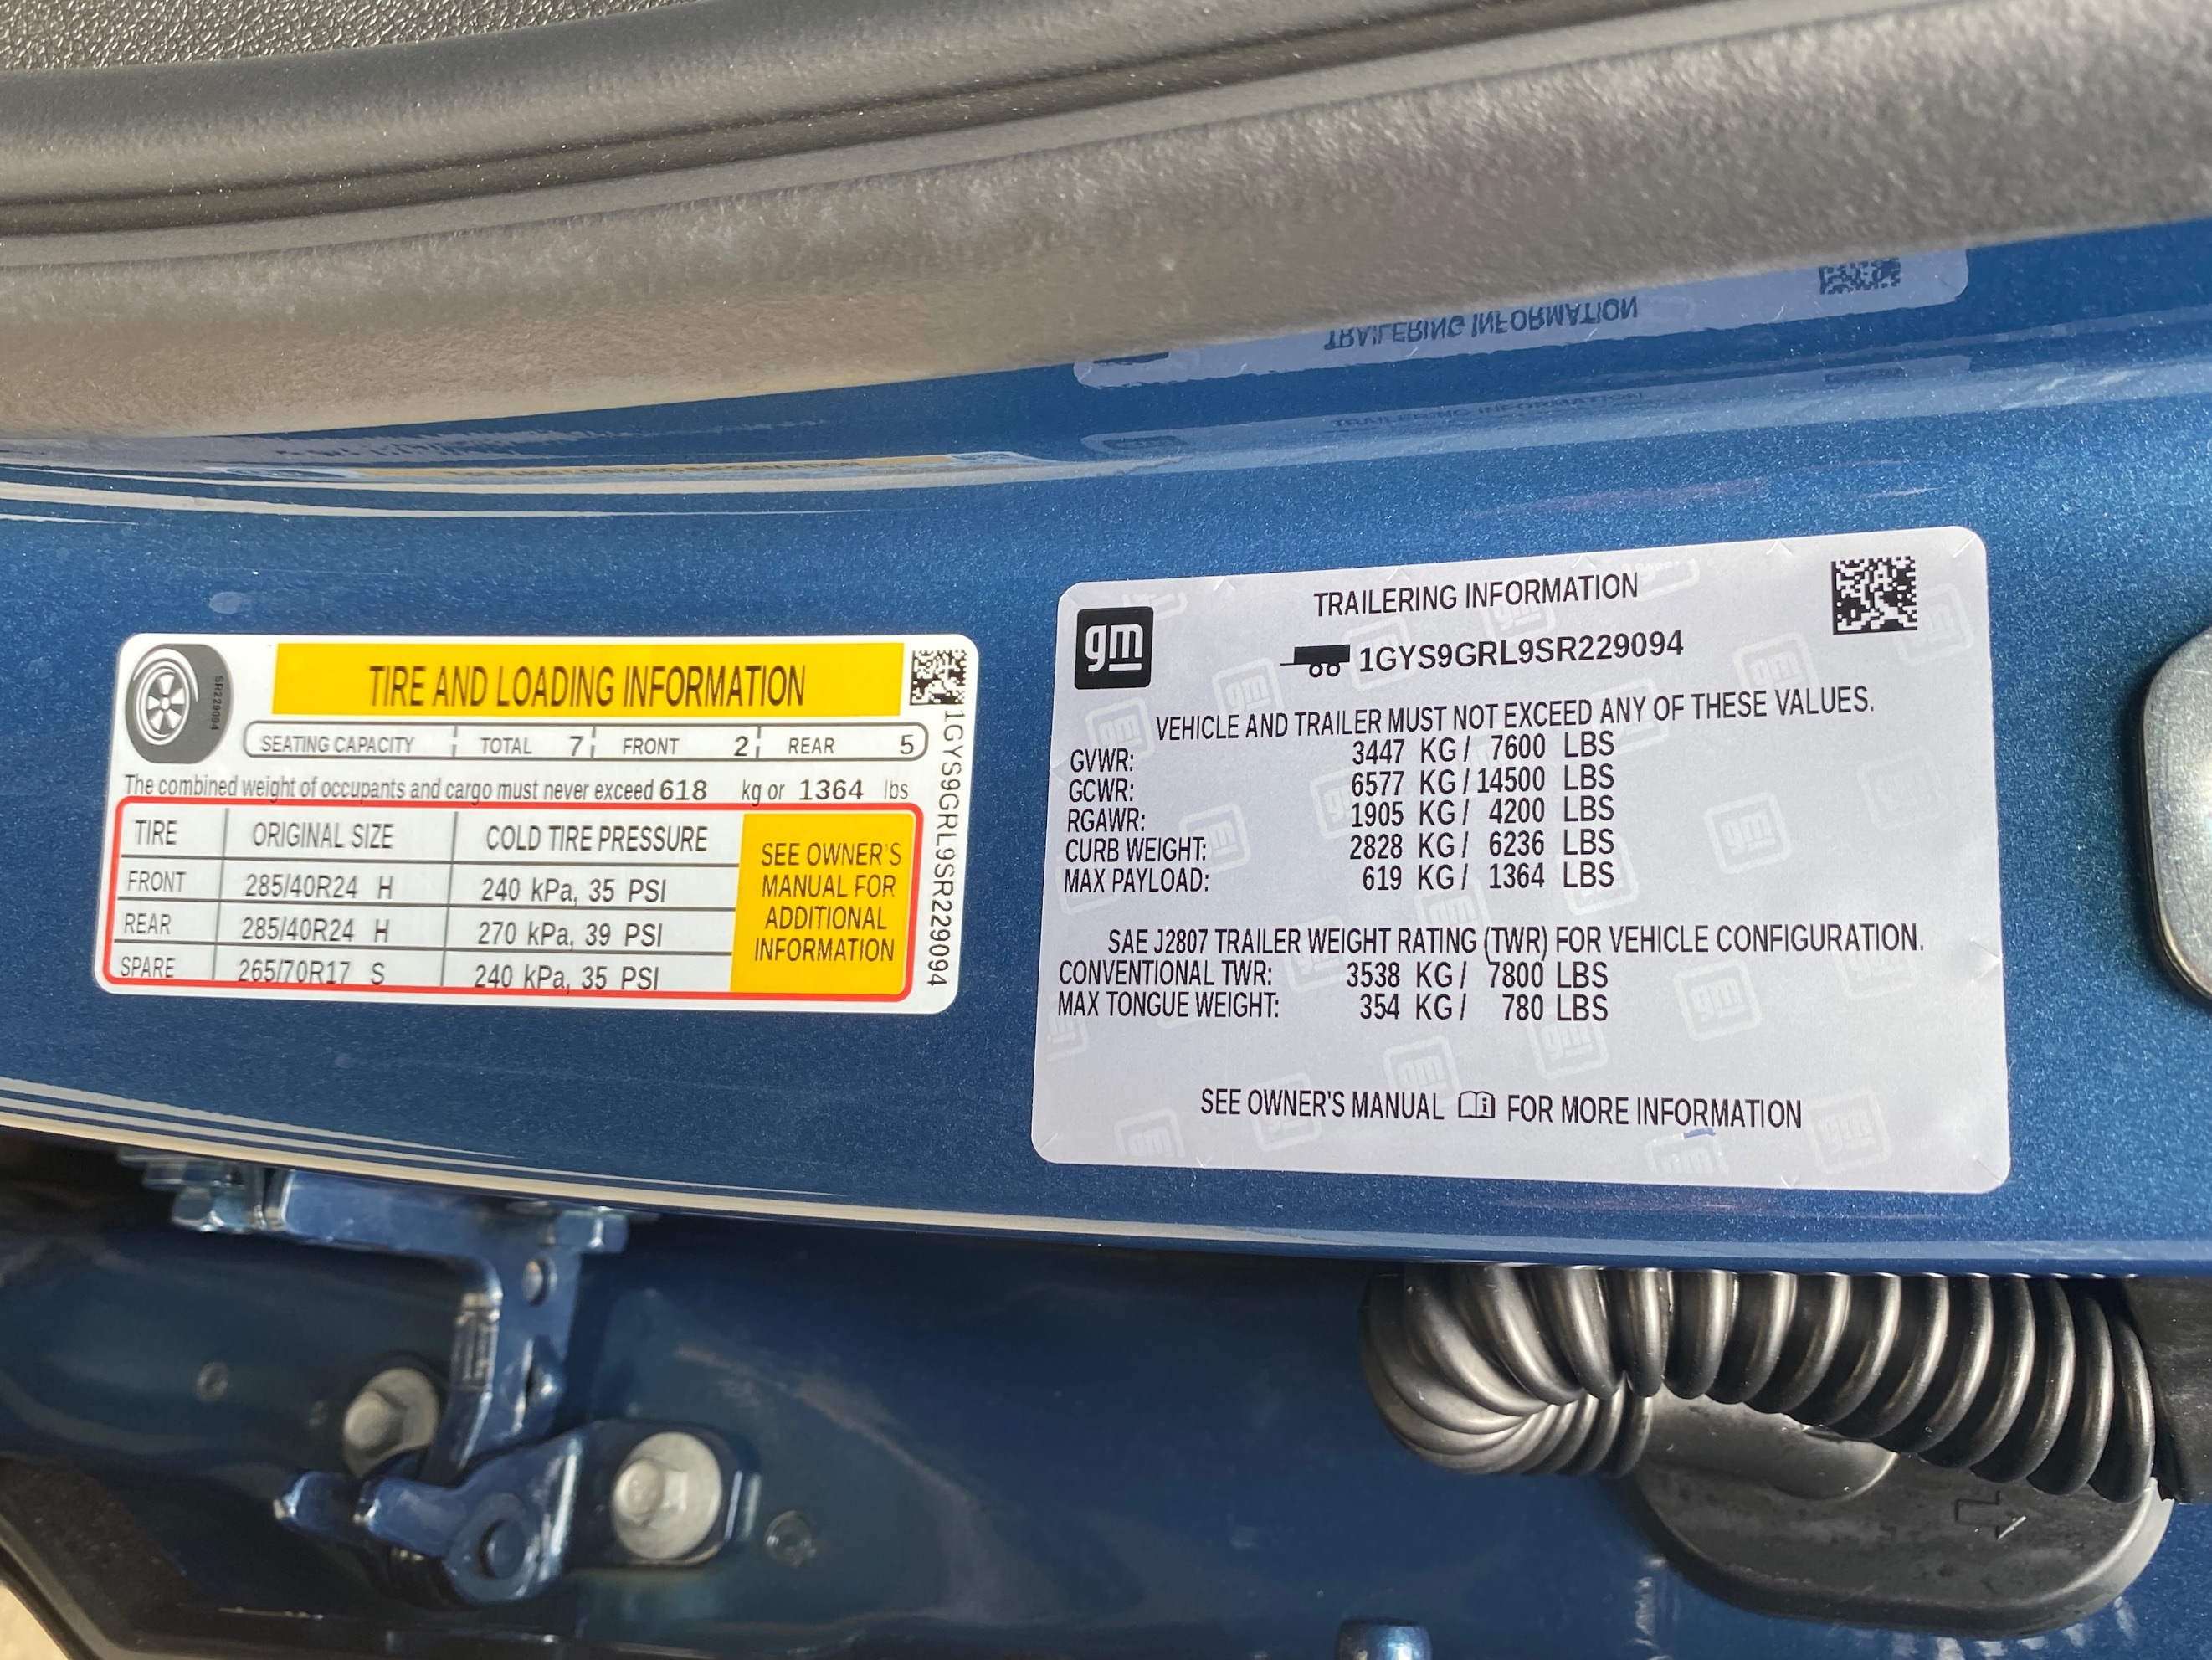 TIRE AND LOADING INFORMATION
SEATING CAPACITY TOTAL 7 FRONT 2 REAR 5
The combined weight of occupants and cargo must never exceed 618 kg or 1364 lbs
TIRE ORIGINAL SIZE COLD TIRE PRESSURE
FRONT 285/40R24 H 240 kPa, 35 PSI
REAR 285/40R24 H 270 kPa, 39 PSI
SPARE 265/70R17 S 240 kPa, 35 PSI
SEE OWNER'S
MANUAL FOR
ADDITIONAL
INFORMATION
SR229094
1GYS9GRL9SR229094
gm
TRAILERING INFORMATION
1GYS9GRL9SR229094
VEHICLE AND TRAILER MUST NOT EXCEED ANY OF THESE VALUES.
GVWR: 3447 KG / 7600 LBS
GCWR: 6577 KG / 14500 LBS
RGAWR: 1905 KG / 4200 LBS
CURB WEIGHT: 2828 KG / 6236 LBS
MAX PAYLOAD: 619 KG / 1364 LBS
SAE J2807 TRAILER WEIGHT RATING (TWR) FOR VEHICLE CONFIGURATION.
CONVENTIONAL TWR: 3538 KG / 7800 LBS
MAX TONGUE WEIGHT: 354 KG / 780 LBS
SEE OWNER'S MANUAL FOR MORE INFORMATION